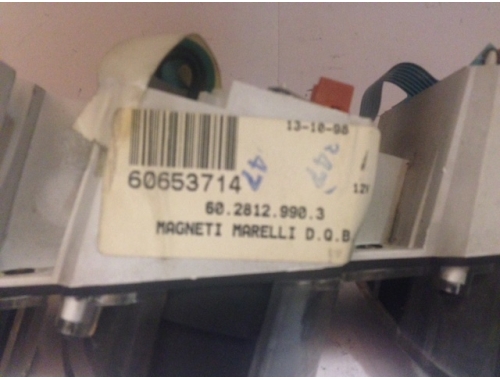 13-10-98
60653714
12V
60.2812.990.3
MAGNETI MARELLI D.Q.B